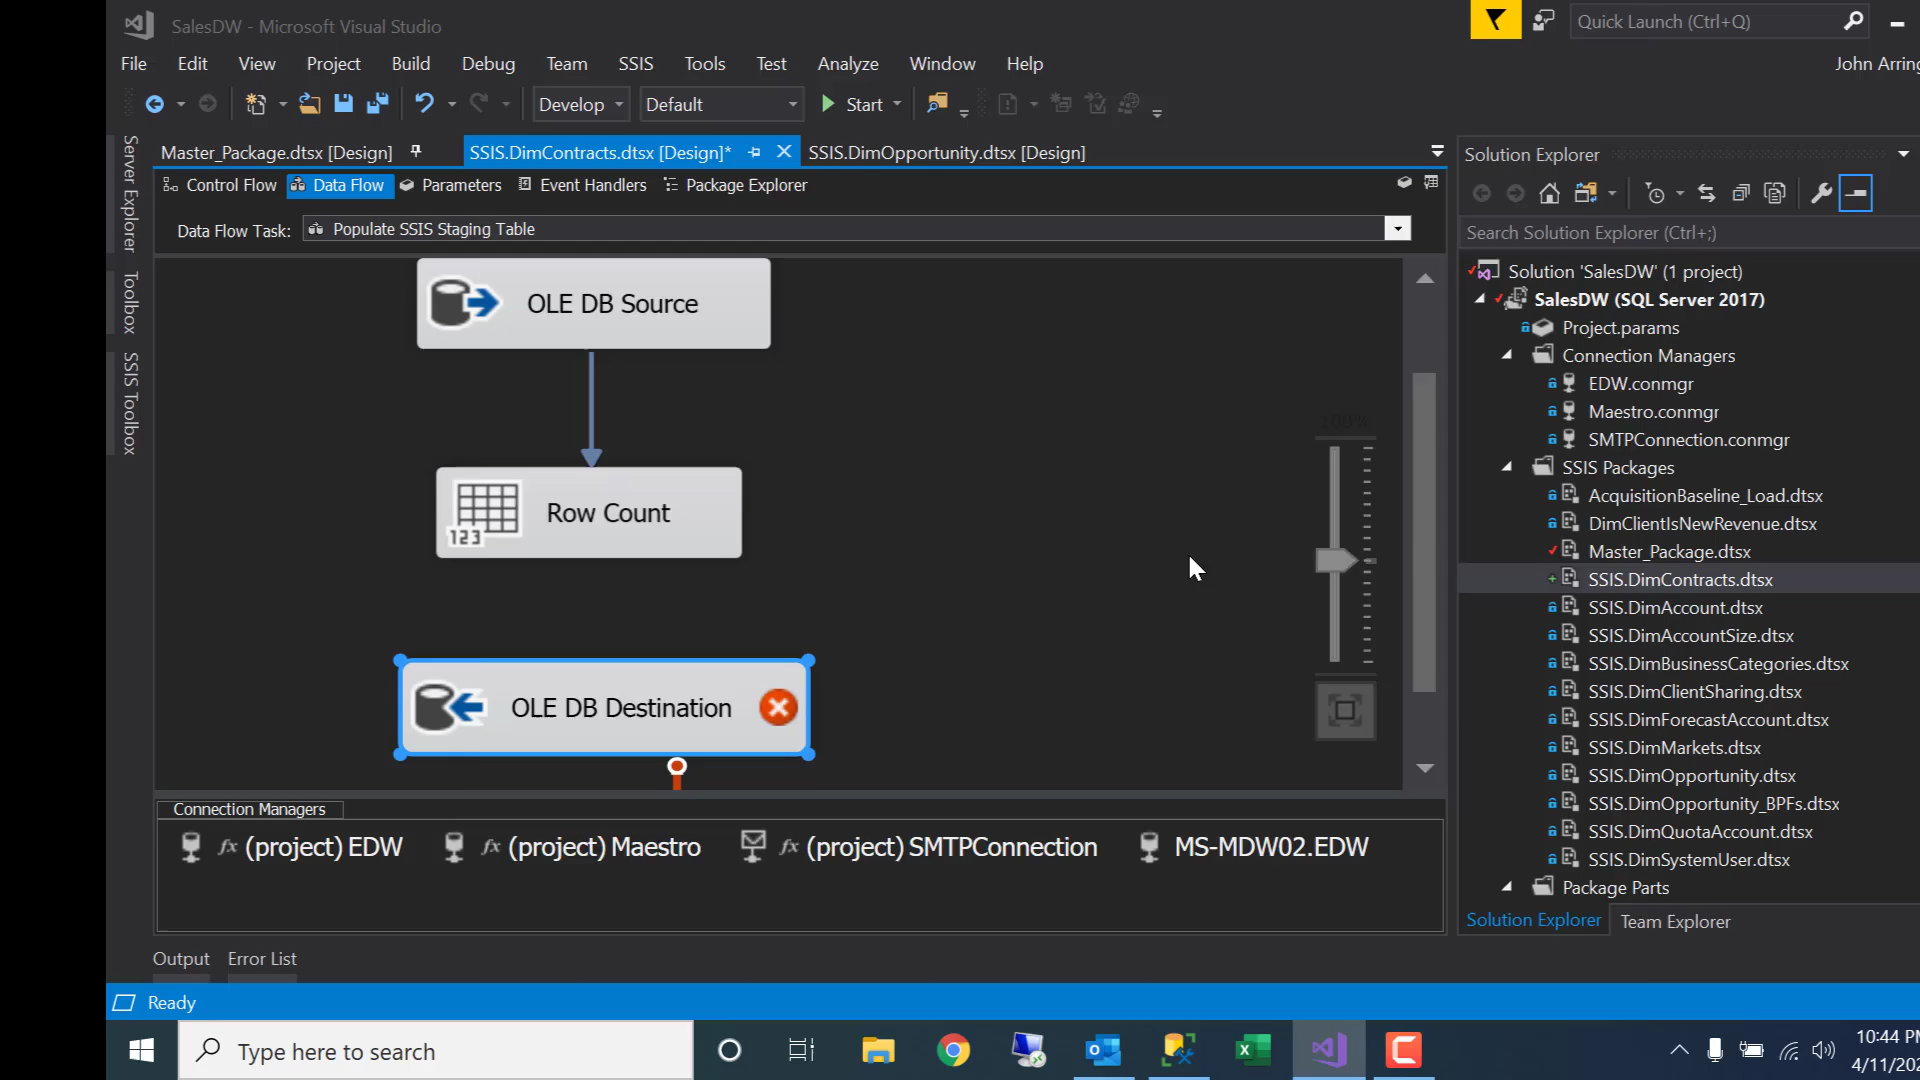 SalesDW - Microsoft Visual Studio
Quick Launch (Ctrl+Q)
File Edit View Project Build Debug Team SSIS Tools Test Analyze Window Help
Develop Default Start
Master_Package.dtsx [Design] SSIS.DimContracts.dtsx [Design]* SSIS.DimOpportunity.dtsx [Design]
Control Flow Data Flow Parameters Event Handlers Package Explorer
Data Flow Task: Populate SSIS Staging Table
Server Explorer
Toolbox
SSIS Toolbox
OLE DB Source
Row Count
123
OLE DB Destination
100%
Connection Managers
fx (project) EDW fx (project) Maestro fx (project) SMTPConnection MS-MDW02.EDW
Output Error List
Ready
Solution Explorer
Search Solution Explorer (Ctrl+;)
Solution 'SalesDW' (1 project)
SalesDW (SQL Server 2017)
Project.params
Connection Managers
EDW.conmgr
Maestro.conmgr
SMTPConnection.conmgr
SSIS Packages
AcquisitionBaseline_Load.dtsx
DimClientIsNewRevenue.dtsx
Master_Package.dtsx
SSIS.DimContracts.dtsx
SSIS.DimAccount.dtsx
SSIS.DimAccountSize.dtsx
SSIS.DimBusinessCategories.dtsx
SSIS.DimClientSharing.dtsx
SSIS.DimForecastAccount.dtsx
SSIS.DimMarkets.dtsx
SSIS.DimOpportunity.dtsx
SSIS.DimOpportunity_BPFs.dtsx
SSIS.DimQuotaAccount.dtsx
SSIS.DimSystemUser.dtsx
Package Parts
Solution Explorer Team Explorer
Type here to search
10:44
John